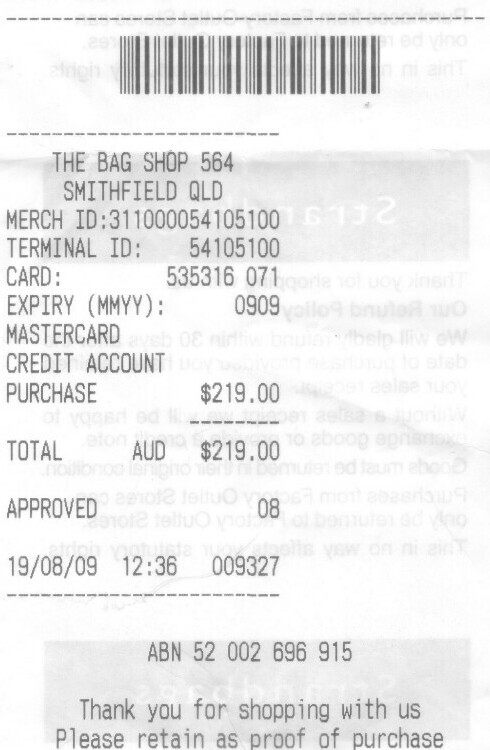 THE BAG SHOP 564
SMITHFIELD QLD
MERCH ID:311000054105100
TERMINAL ID: 54105100
CARD: 535316 071
EXPIRY (MMYY): 0909
MASTERCARD
CREDIT ACCOUNT
PURCHASE $219.00
TOTAL AUD $219.00
APPROVED 08
19/08/09 12:36 009327
ABN 52 002 696 915
Thank you for shopping with us
Please retain as proof of purchase